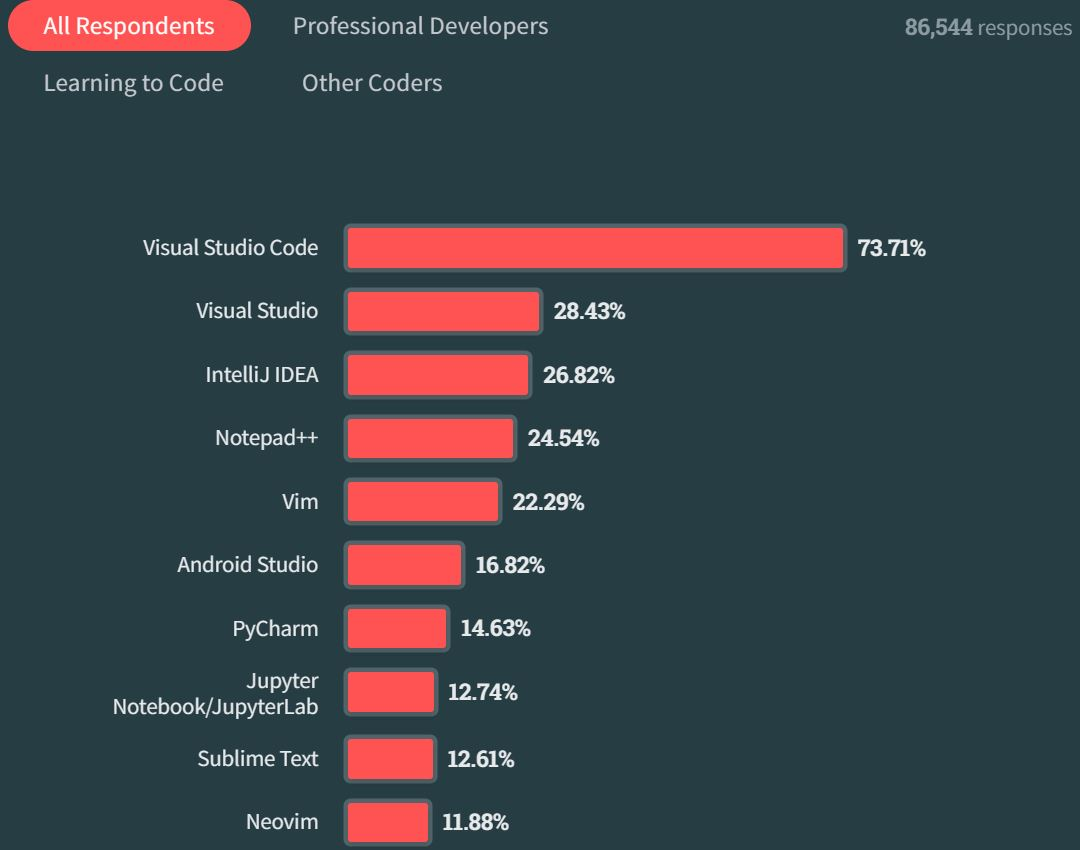 All Respondents
Professional Developers
86,544 responses
Learning to Code
Other Coders
Visual Studio Code 73.71%
Visual Studio 28.43%
IntelliJ IDEA 26.82%
Notepad++ 24.54%
Vim 22.29%
Android Studio 16.82%
PyCharm 14.63%
Jupyter
Notebook/JupyterLab 12.74%
Sublime Text 12.61%
Neovim 11.88%